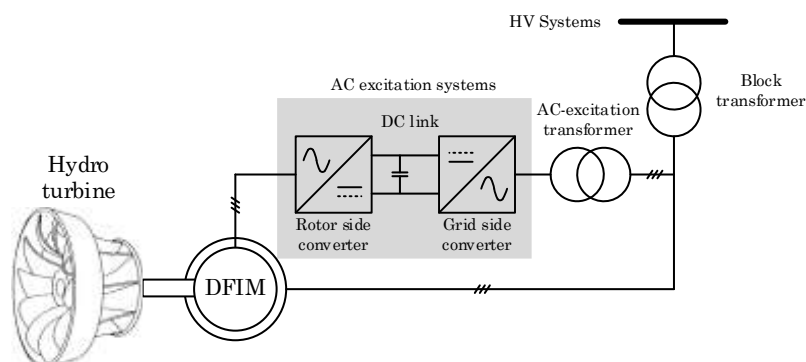 HV Systems
Block
transformer
AC excitation systems
DC link
AC-excitation
transformer
Hydro
turbine
Rotor side
converter
Grid side
converter
DFIM